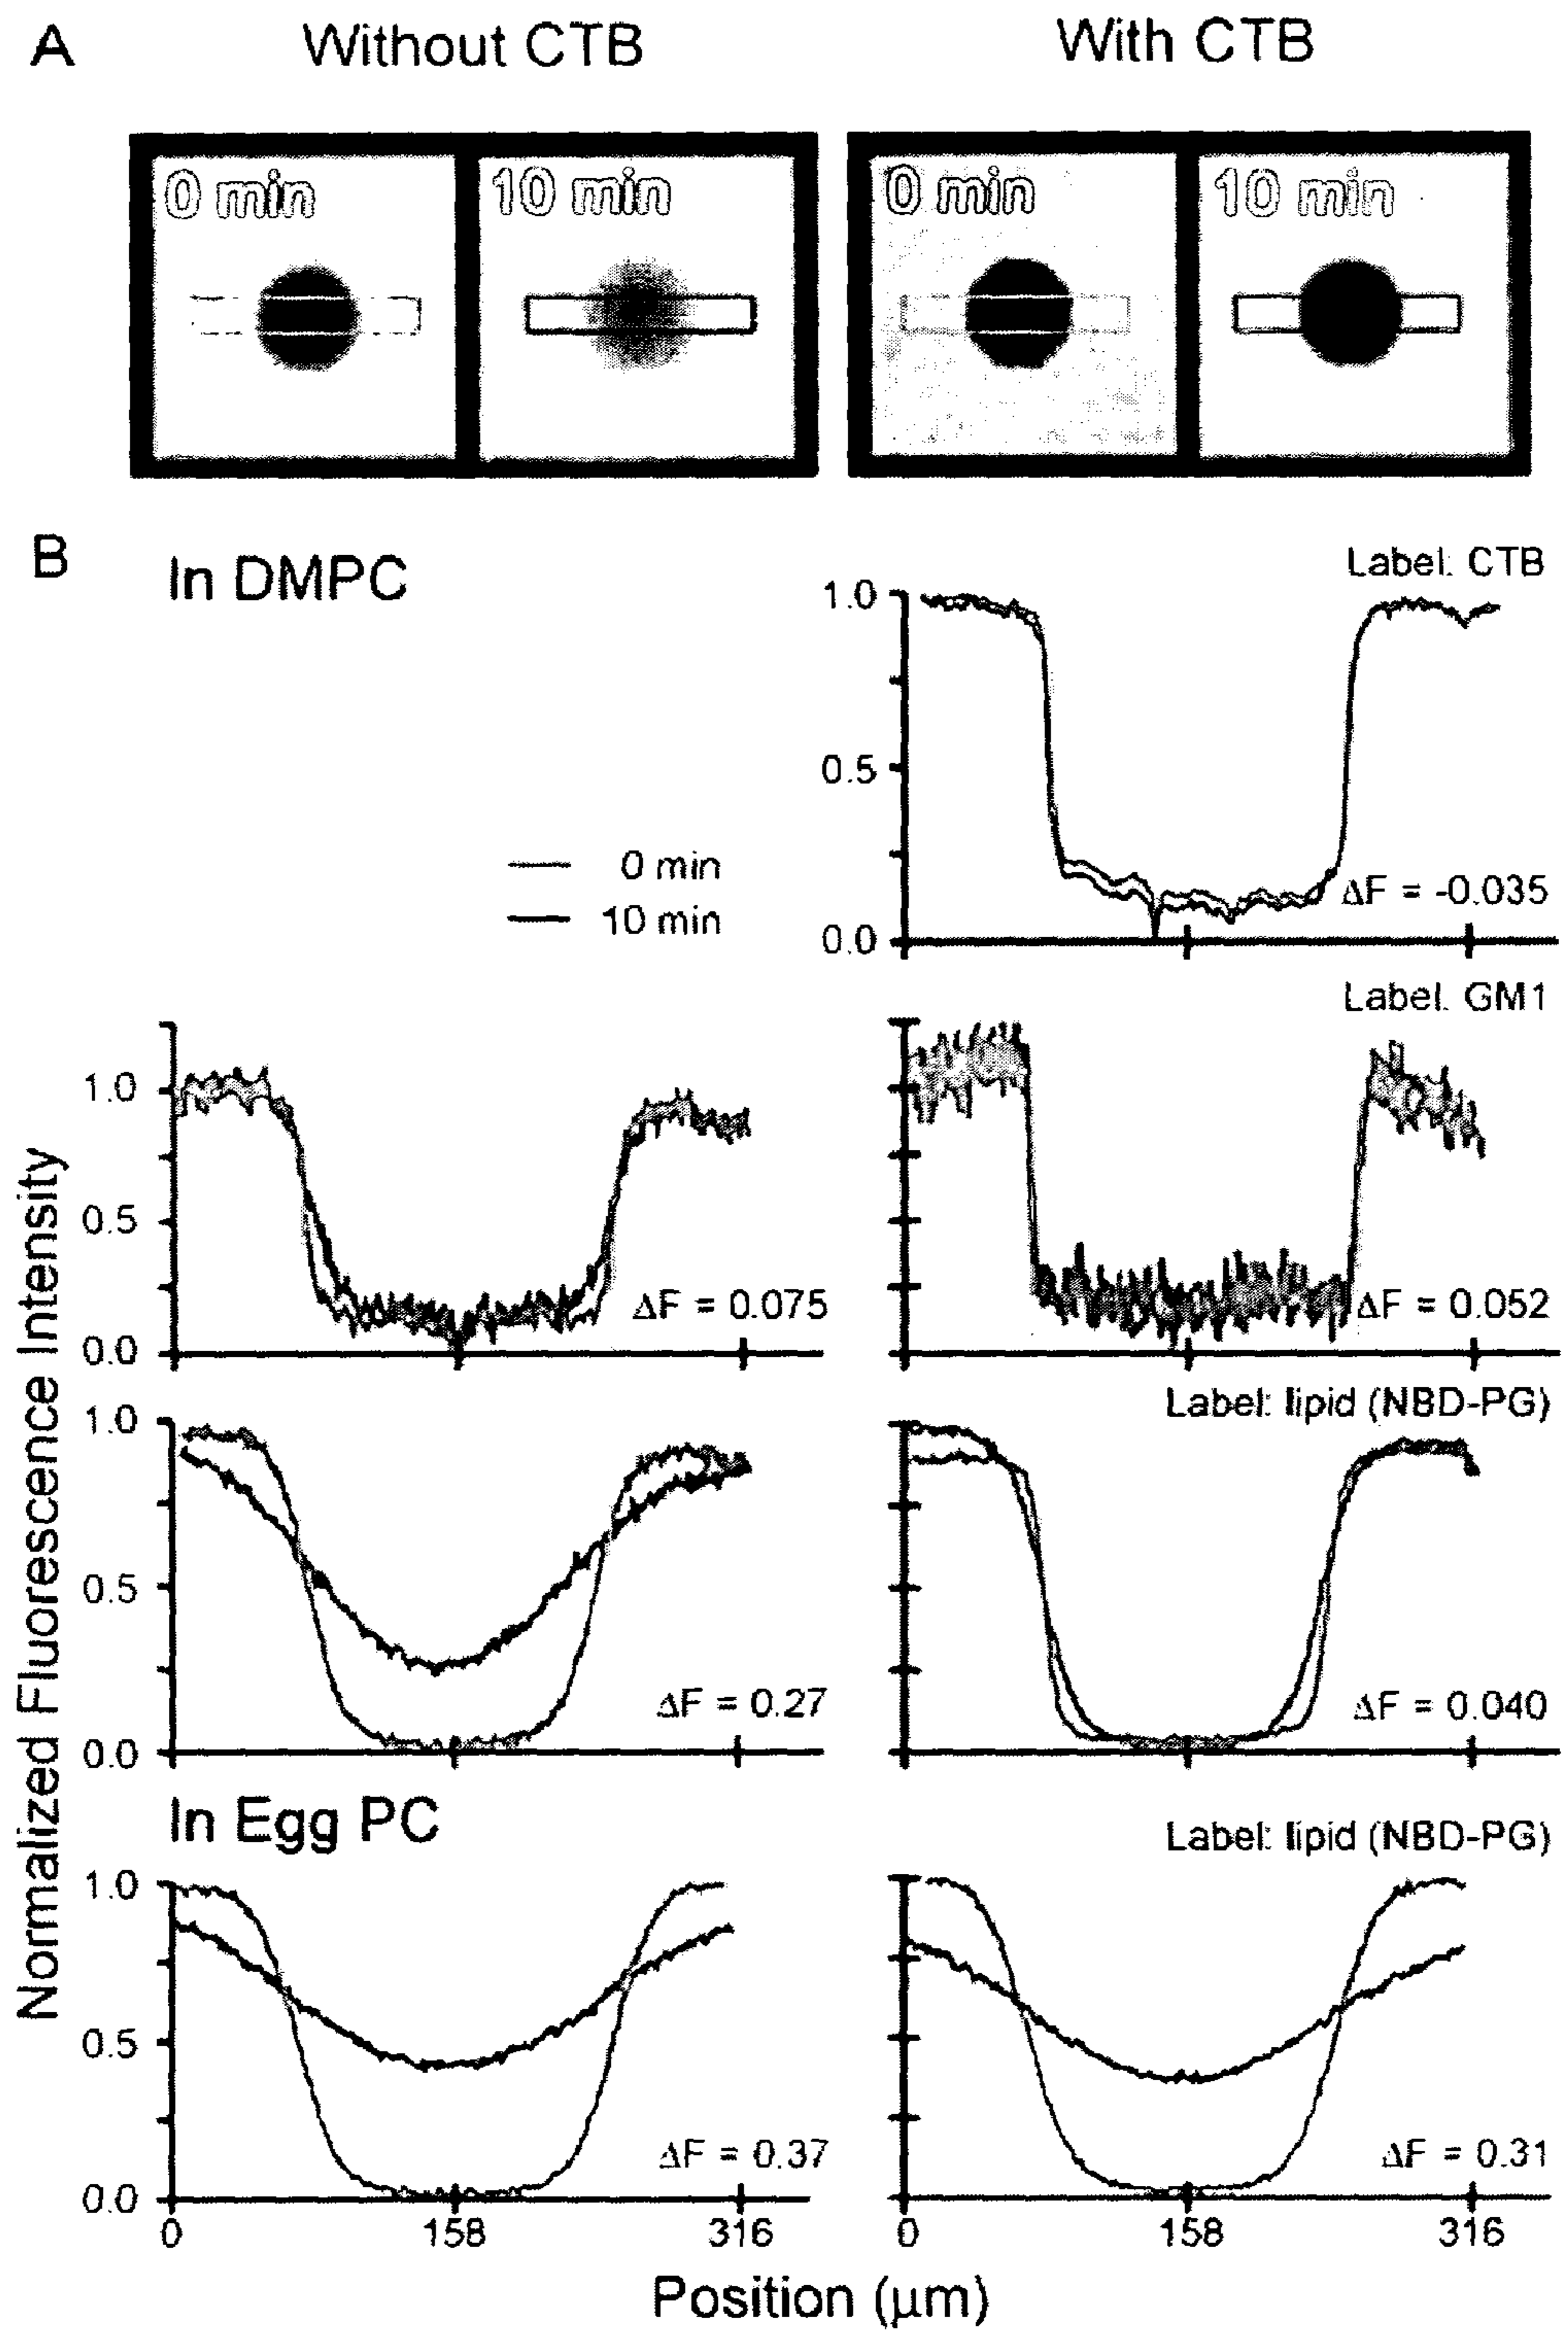 A Without CTB With CTB
0 min 10 min 0 min 10 min
B In DMPC
Label: CTB
1.0
0.5
0.0
0 min
10 min
ΔF = -0.035
Label. GM1
1.0
0.5
0.0
ΔF = 0.075
ΔF = 0.052
Label: lipid (NBD-PG)
1.0
0.5
0.0
ΔF = 0.27
ΔF = 0.040
In Egg PC
Label: lipid (NBD-PG)
1.0
0.5
0.0
ΔF = 0.37
ΔF = 0.31
0 158 316 0 158 316
Normalized Fluorescence Intensity
Position (µm)